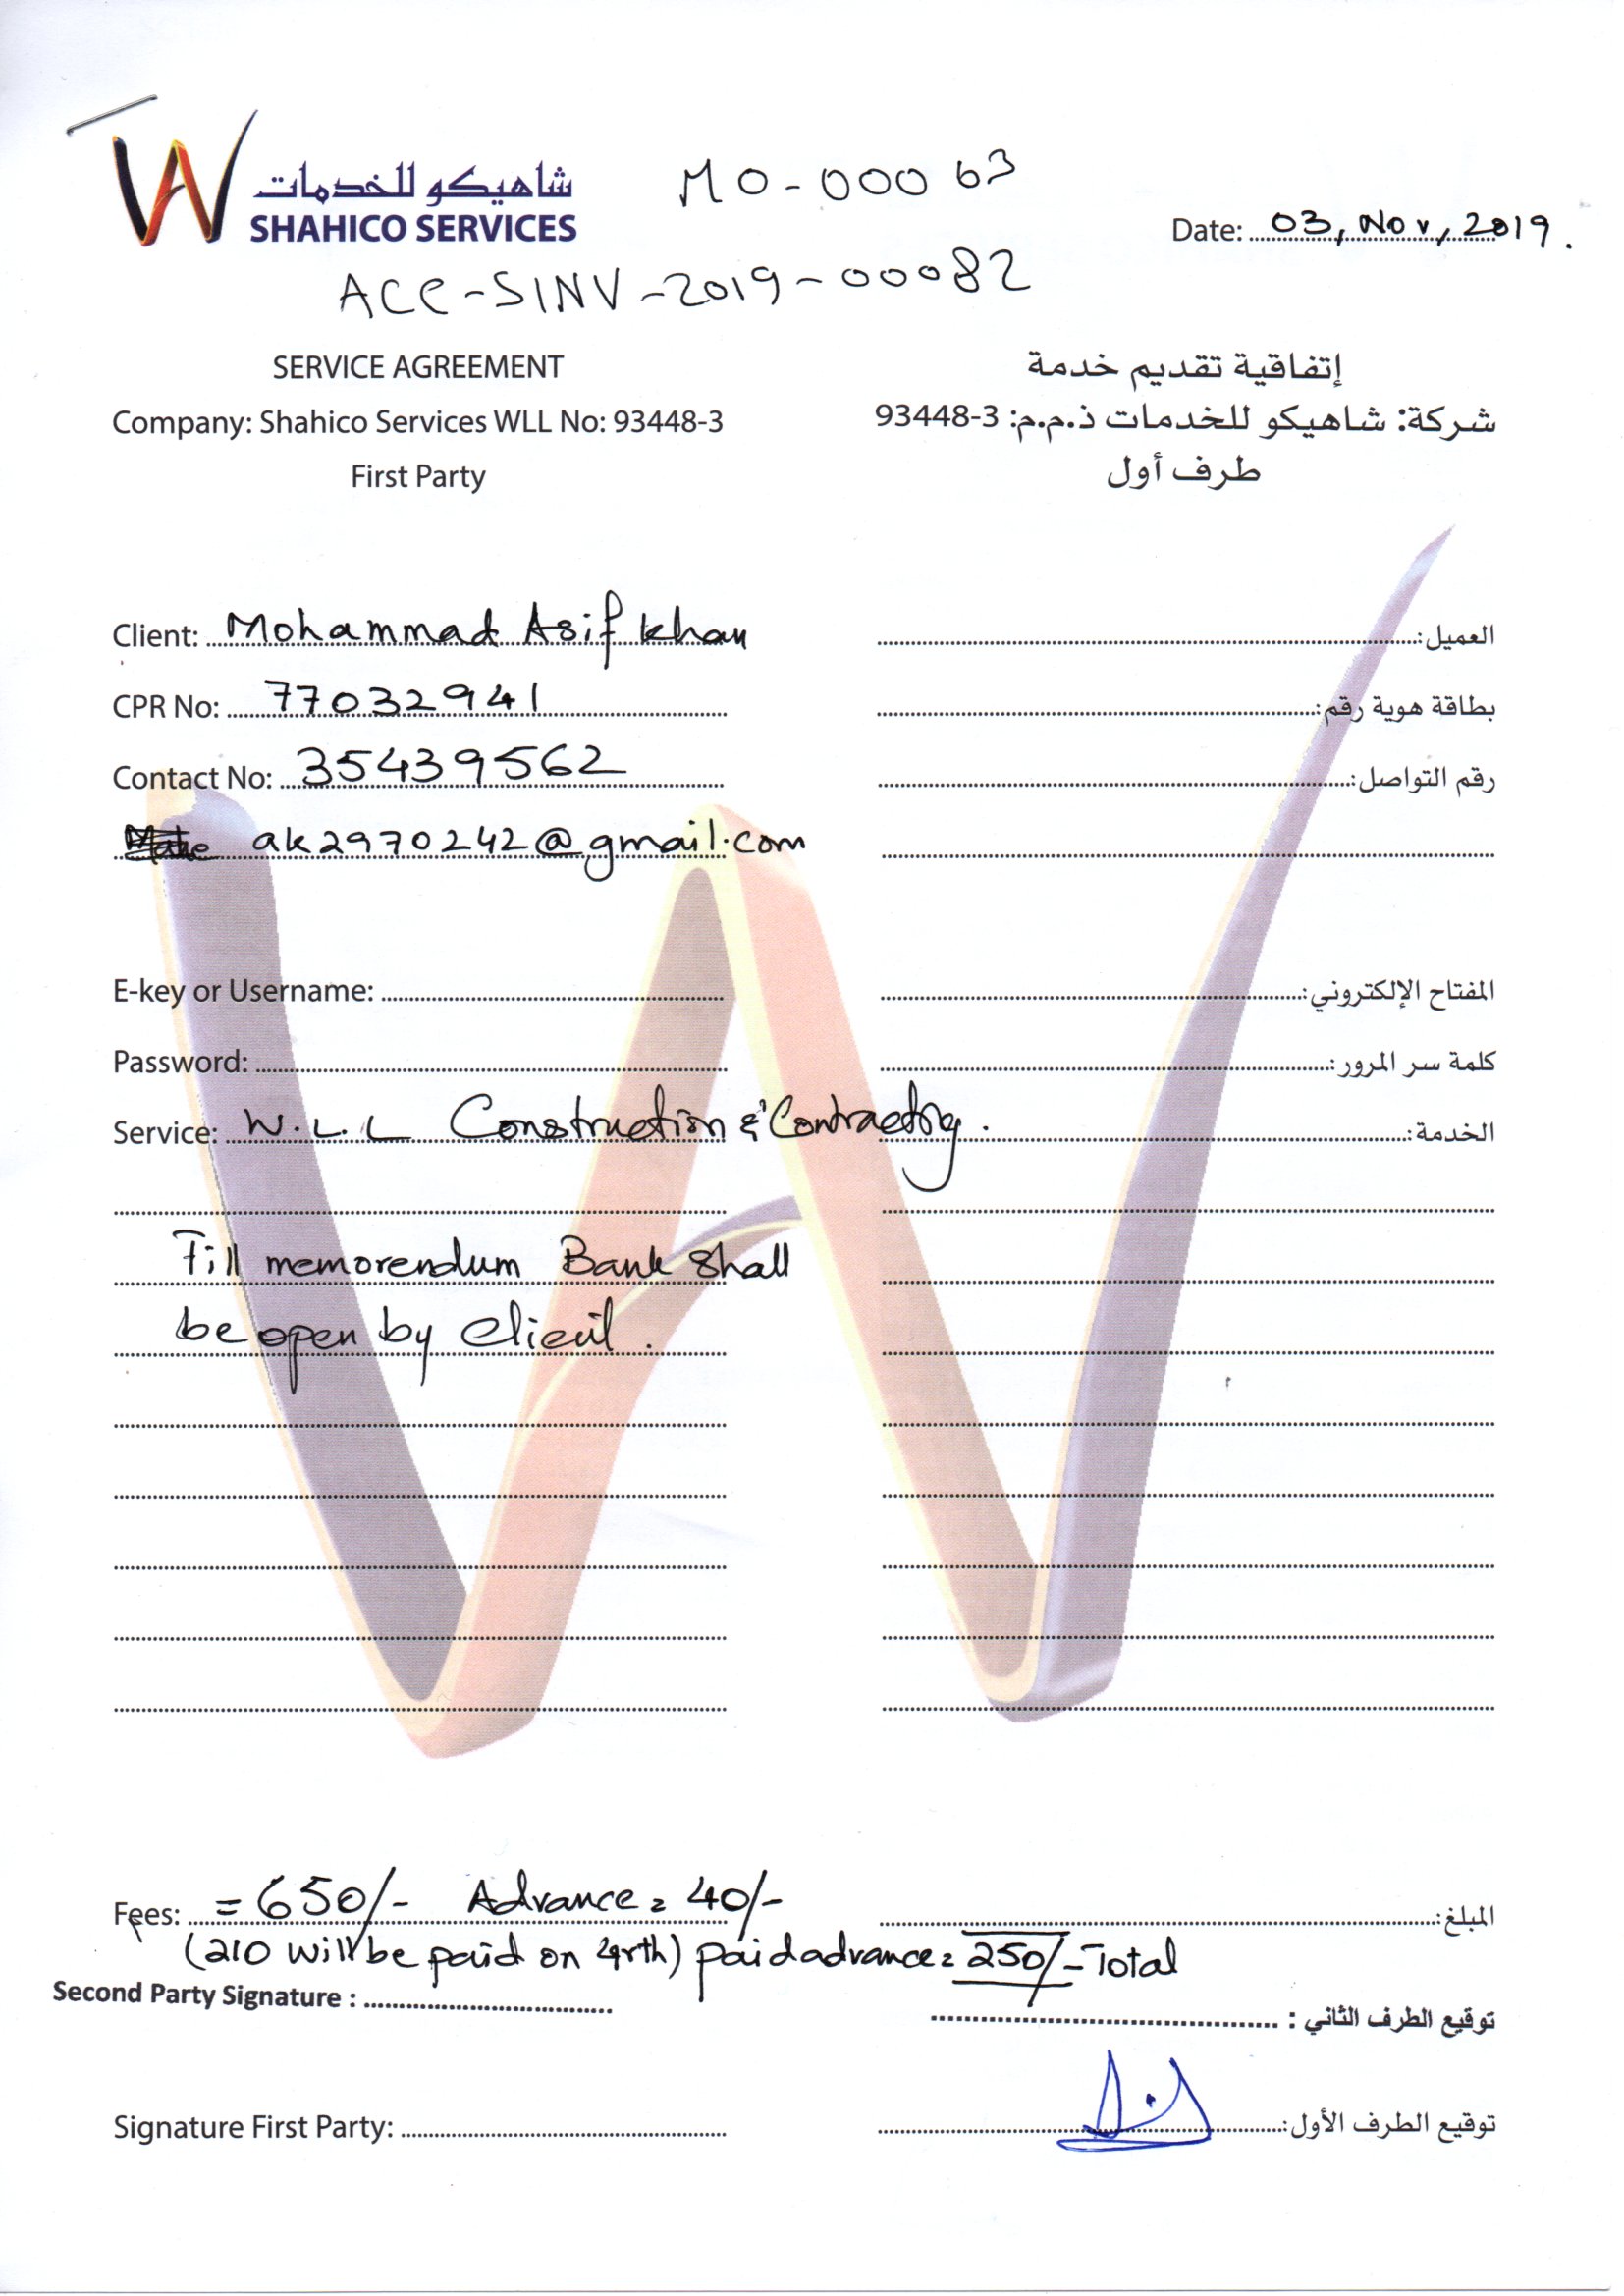 شاهيكو للخدمات
SHAHICO SERVICES
MO-00063
Date: 03, Nov, 2019.
ACC-SINV-2019-00082
SERVICE AGREEMENT
إتفاقية تقديم خدمة
Company: Shahico Services WLL No: 93448-3
شركة: شاهيكو للخدمات ذ.م.م: 3-93448
First Party
طرف أول
Client: Mohammad Asif khan
العميل:
CPR No: 77032941
بطاقة هوية رقم:
Contact No: 35439562
رقم التواصل:
ak2970242@gmail.com
E-key or Username:
المفتاح الإلكتروني:
Password:
كلمة سر المرور:
Service: W.L.L Construction & Contracting.
الخدمة:
Till memorendum Bank shall
be open by client.
Fees: = 650/- Advance = 40/-
المبلغ:
(210 will be paid on 4rth) paid advance = 250/- Total
Second Party Signature :
توقيع الطرف الثاني :
Signature First Party:
توقيع الطرف الأول: